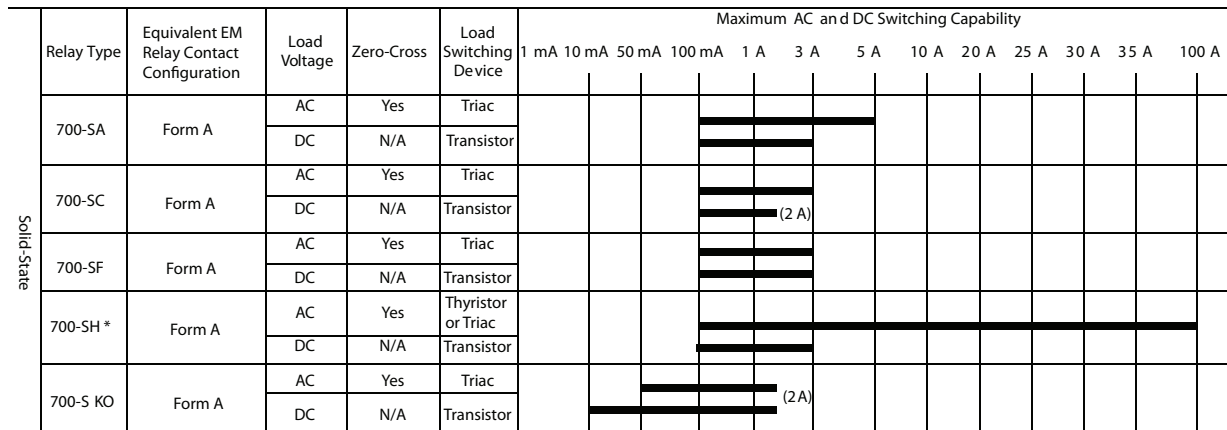 Maximum AC and DC Switching Capability
Relay Type
Equivalent EM
Relay Contact
Configuration
Load
Voltage
Zero-Cross
Load
Switching
Device
1 mA 10 mA 50 mA 100 mA 1 A 3 A 5 A 10 A 20 A 25 A 30 A 35 A 100 A
Solid-State
700-SA
Form A
AC Yes Triac
DC N/A Transistor
700-SC
Form A
AC Yes Triac
DC N/A Transistor
(2 A)
700-SF
Form A
AC Yes Triac
DC N/A Transistor
700-SH *
Form A
AC Yes Thyristor
or Triac
DC N/A Transistor
700-S KO
Form A
AC Yes Triac
(2 A)
DC N/A Transistor